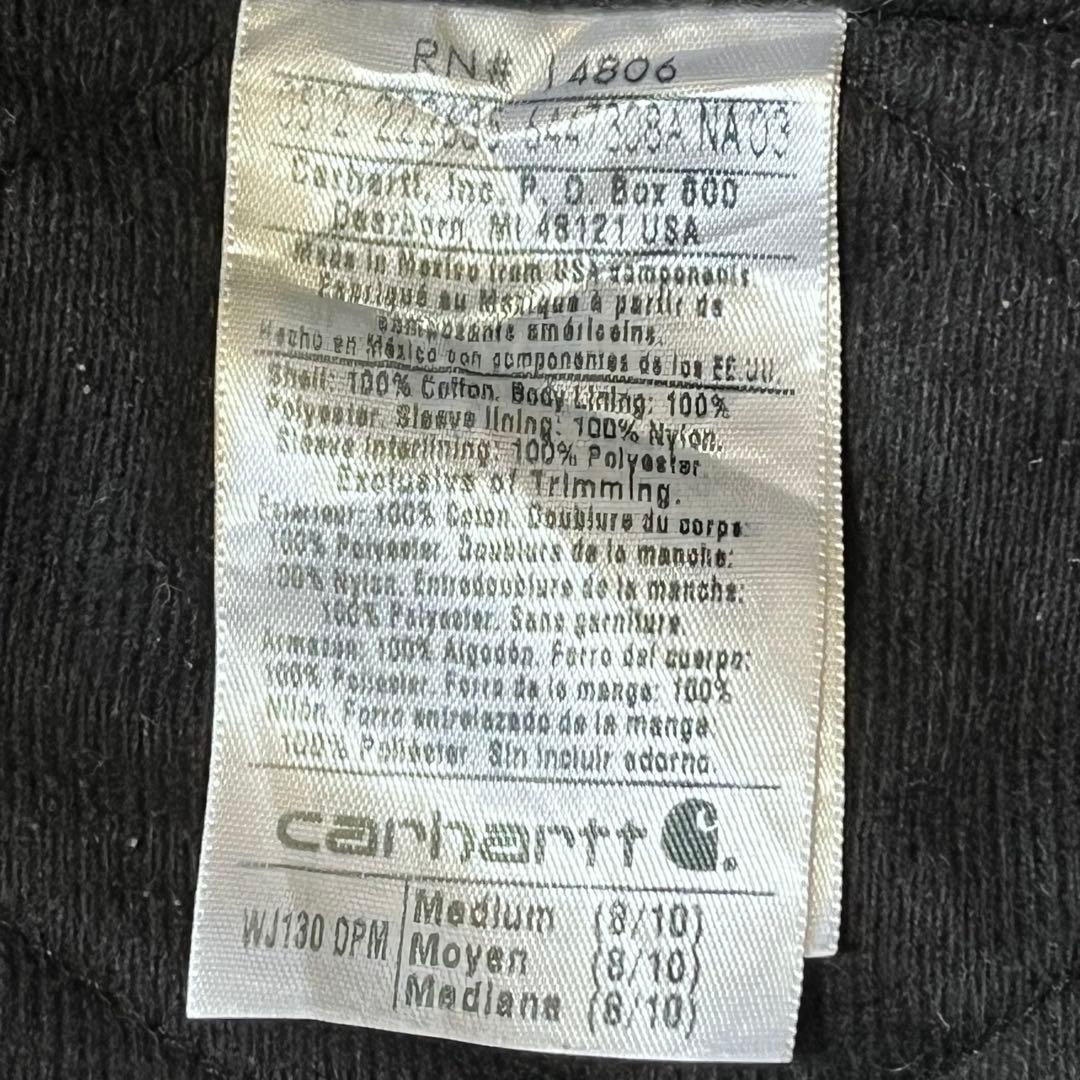 RN# 14806
NA 03
Carhartt, Inc. P. O. Box 600
Dearborn, MI 48121 USA
Made in Mexico from USA components
Fabriqué au Mexique à partir de
composants américains.
Hecho en México con componentes de los EE.UU.
Shell: 100% Cotton. Body Lining: 100%
Polyester. Sleeve lining: 100% Nylon.
Sleeve Interlining: 100% Polyester
Exclusive of Trimming.
100% Coton. Doublure du corps:
100% Polyester. Doublure de la manche:
100% Nylon. Entredoublure de la manche:
100% Polyester. Sans garniture.
Armazon: 100% Algodón. Forro del cuerpo:
100% Poliester. Forro de la manga: 100%
Nilon. Forro entrelazado de la manga
100% Poliéster. Sin incluir adorno.
carhartt
WJ130 DPM
Medium (8/10)
Moyen (8/10)
Mediana (8/10)